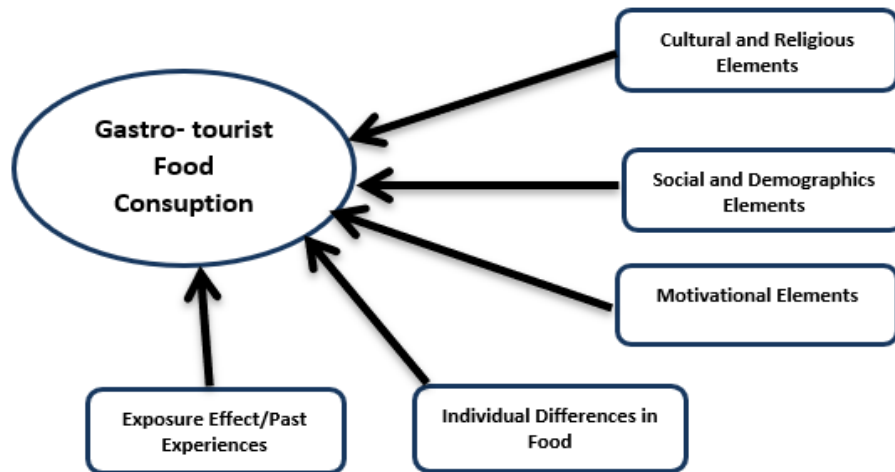 Cultural and Religious
Elements
Gastro- tourist
Food
Consuption
Social and Demographics
Elements
Motivational Elements
Exposure Effect/Past
Experiences
Individual Differences in
Food